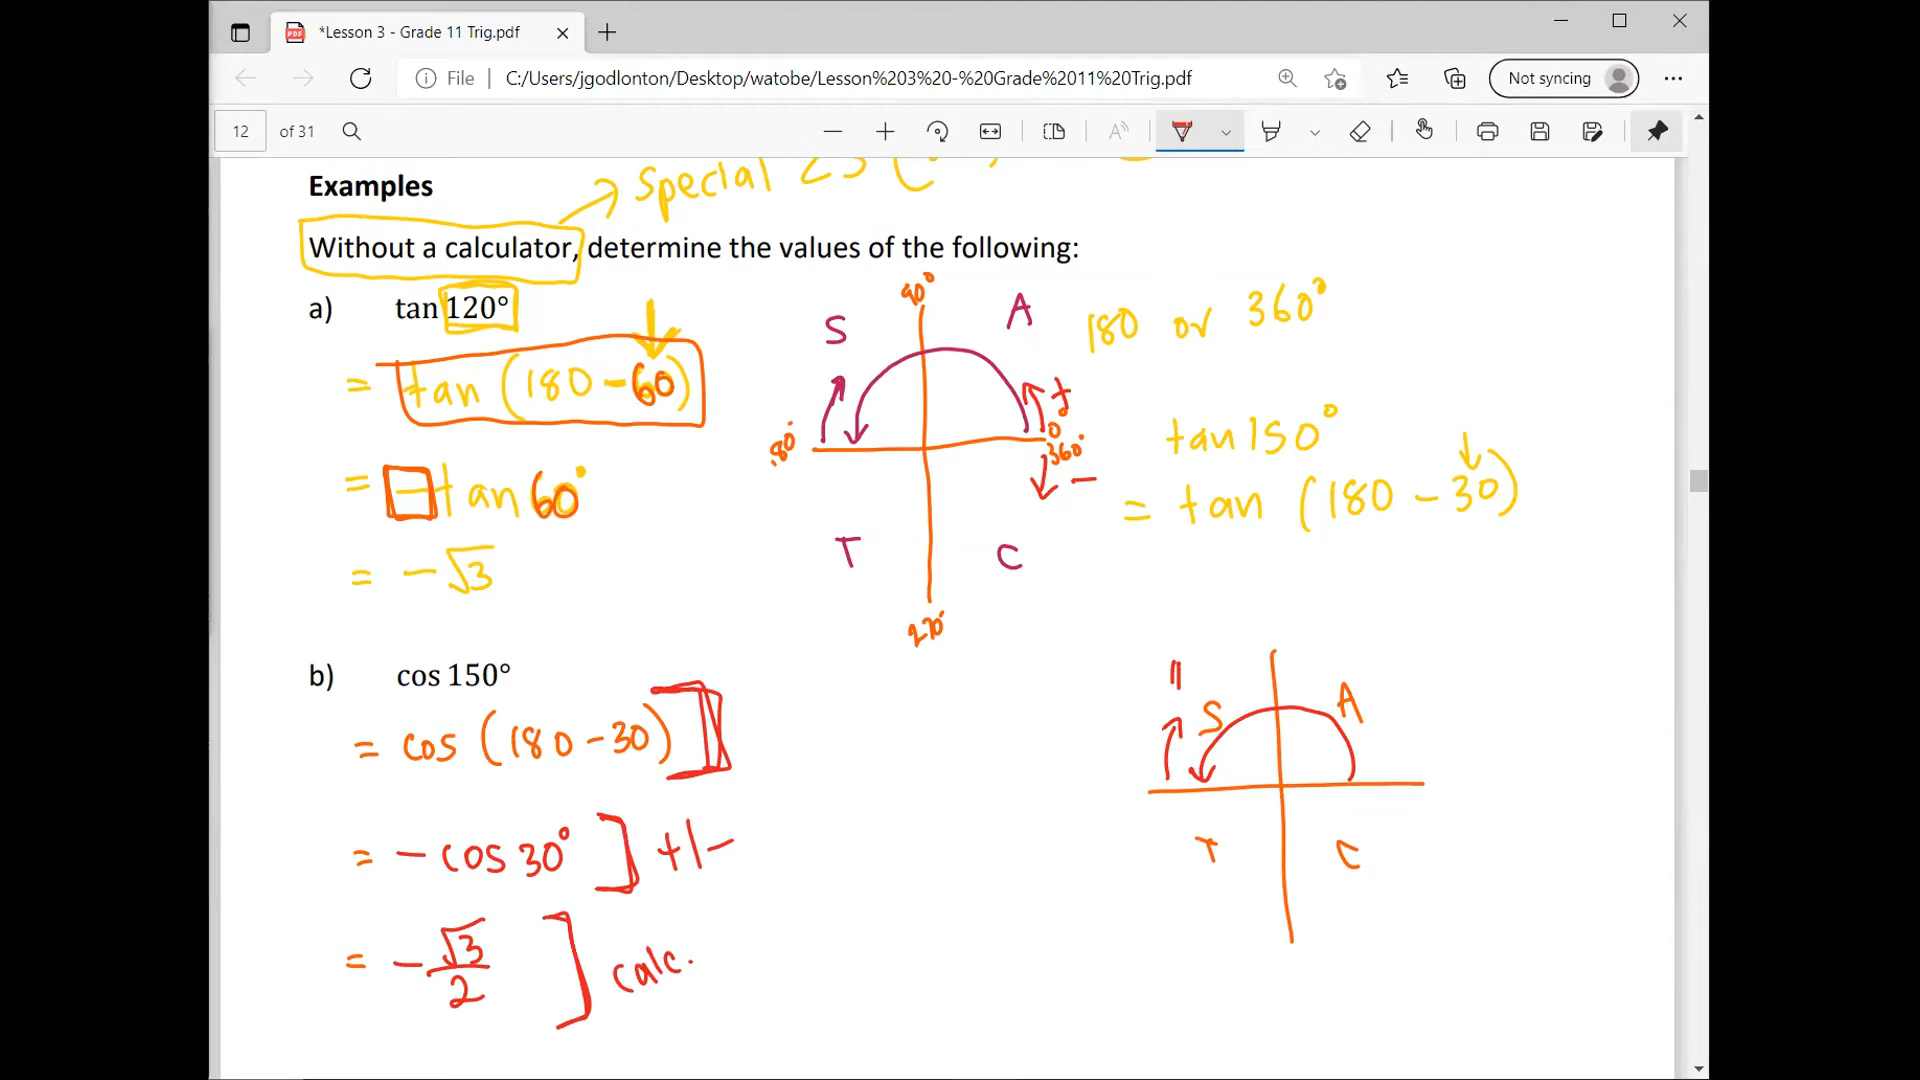 *Lesson 3 - Grade 11 Trig.pdf
File C:/Users/jgodlonton/Desktop/watobe/Lesson%203%20-%20Grade%2011%20Trig.pdf
Not syncing
12 of 31
Examples
Special ∠s (
Without a calculator, determine the values of the following:
a) tan 120°
= tan (180 - 60)
= - tan 60°
= - √3
90°
S A
180°
0°
360°
+
-
T C
270°
180 or 360°
tan 150°
= tan (180 - 30)
b) cos 150°
= cos (180 - 30)
= - cos 30° ] +/-
= - √3/2 ] calc.
II
S A
T C